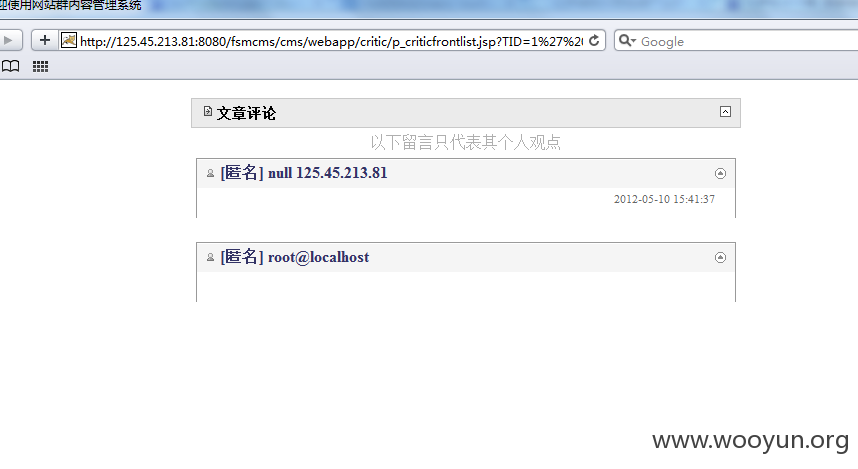 迎使用网站群内容管理系统
http://125.45.213.81:8080/fsmcms/cms/webapp/critic/p_criticfrontlist.jsp?TID=1%27%2
Google
文章评论
以下留言只代表其个人观点
[匿名] null 125.45.213.81
2012-05-10 15:41:37
[匿名] root@localhost
www.wooyun.org